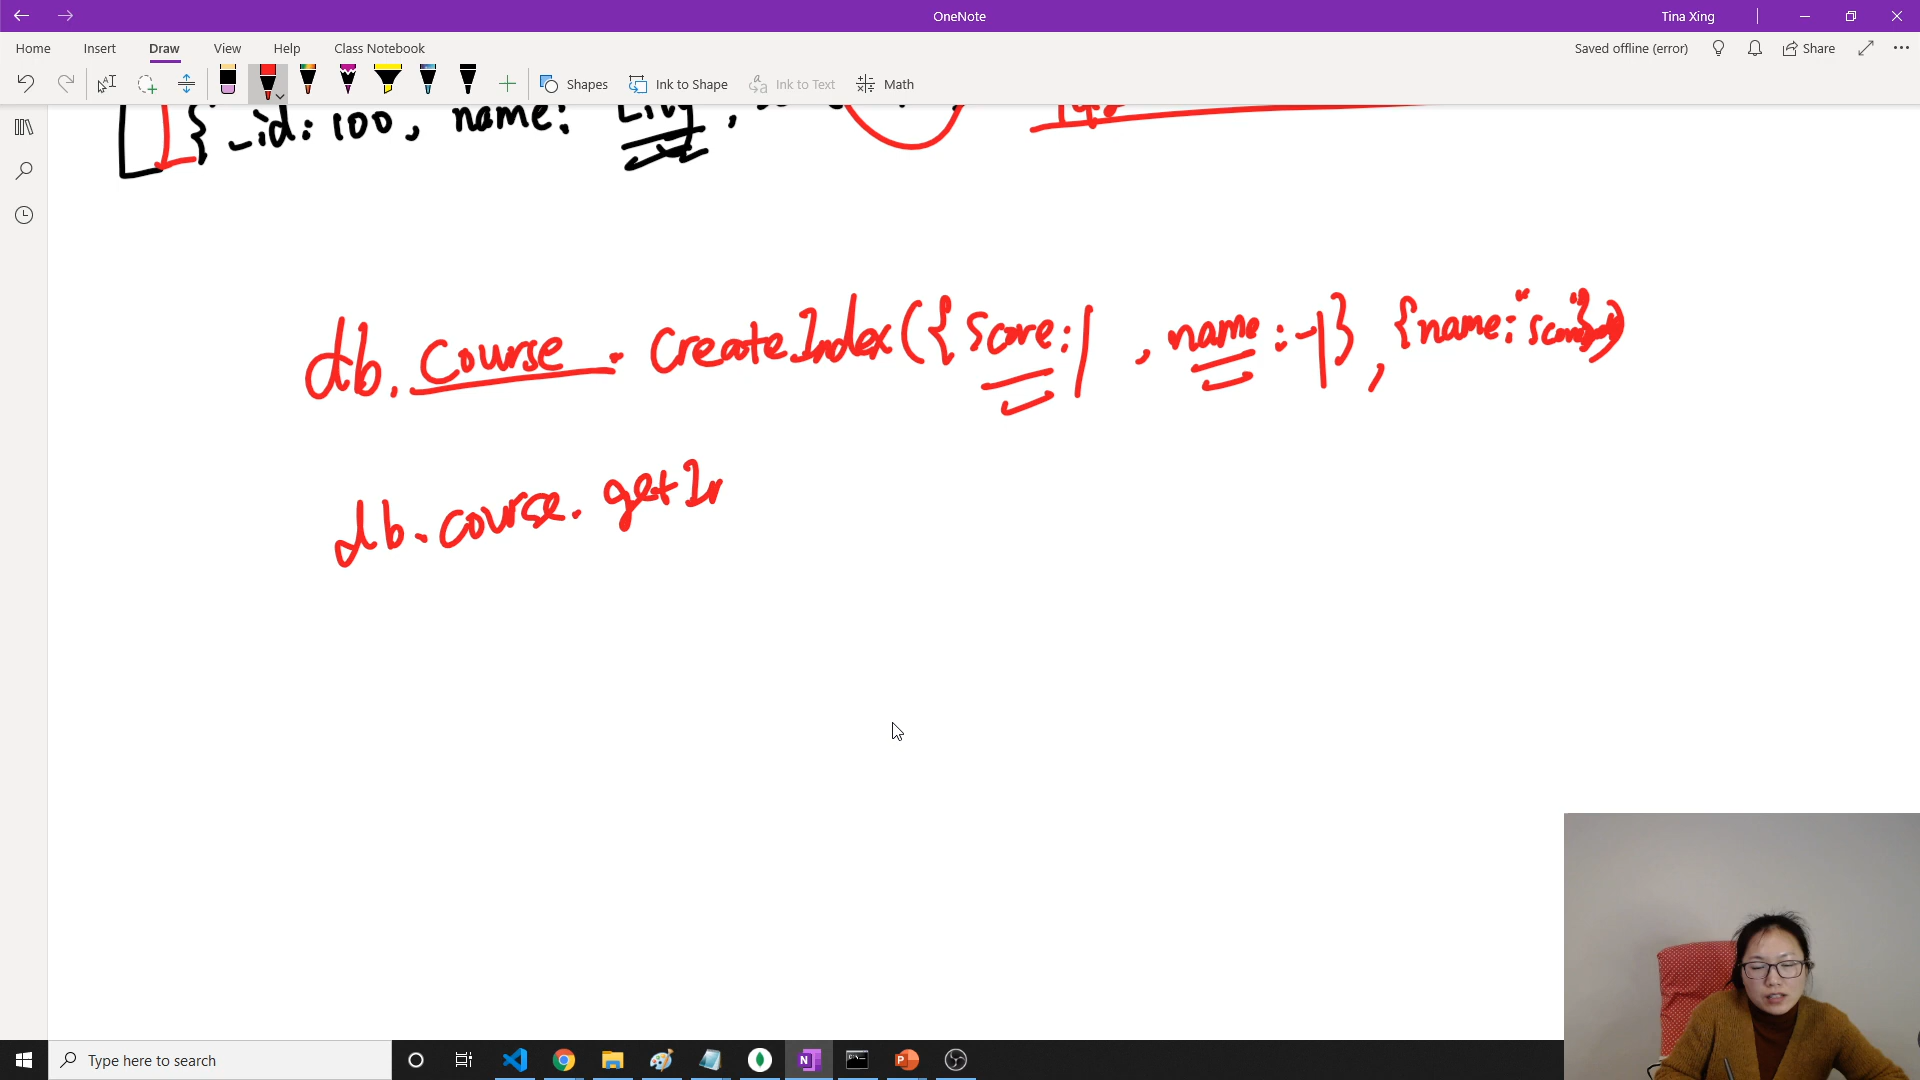 OneNote
Tina Xing
Home Insert Draw View Help Class Notebook
Saved offline (error) Share
Shapes Ink to Shape Ink to Text Math
{ _id: 100, name:
db. course . createIndex ( { score: 1 , name : -1 } , { name:
db. course. getIn
Type here to search